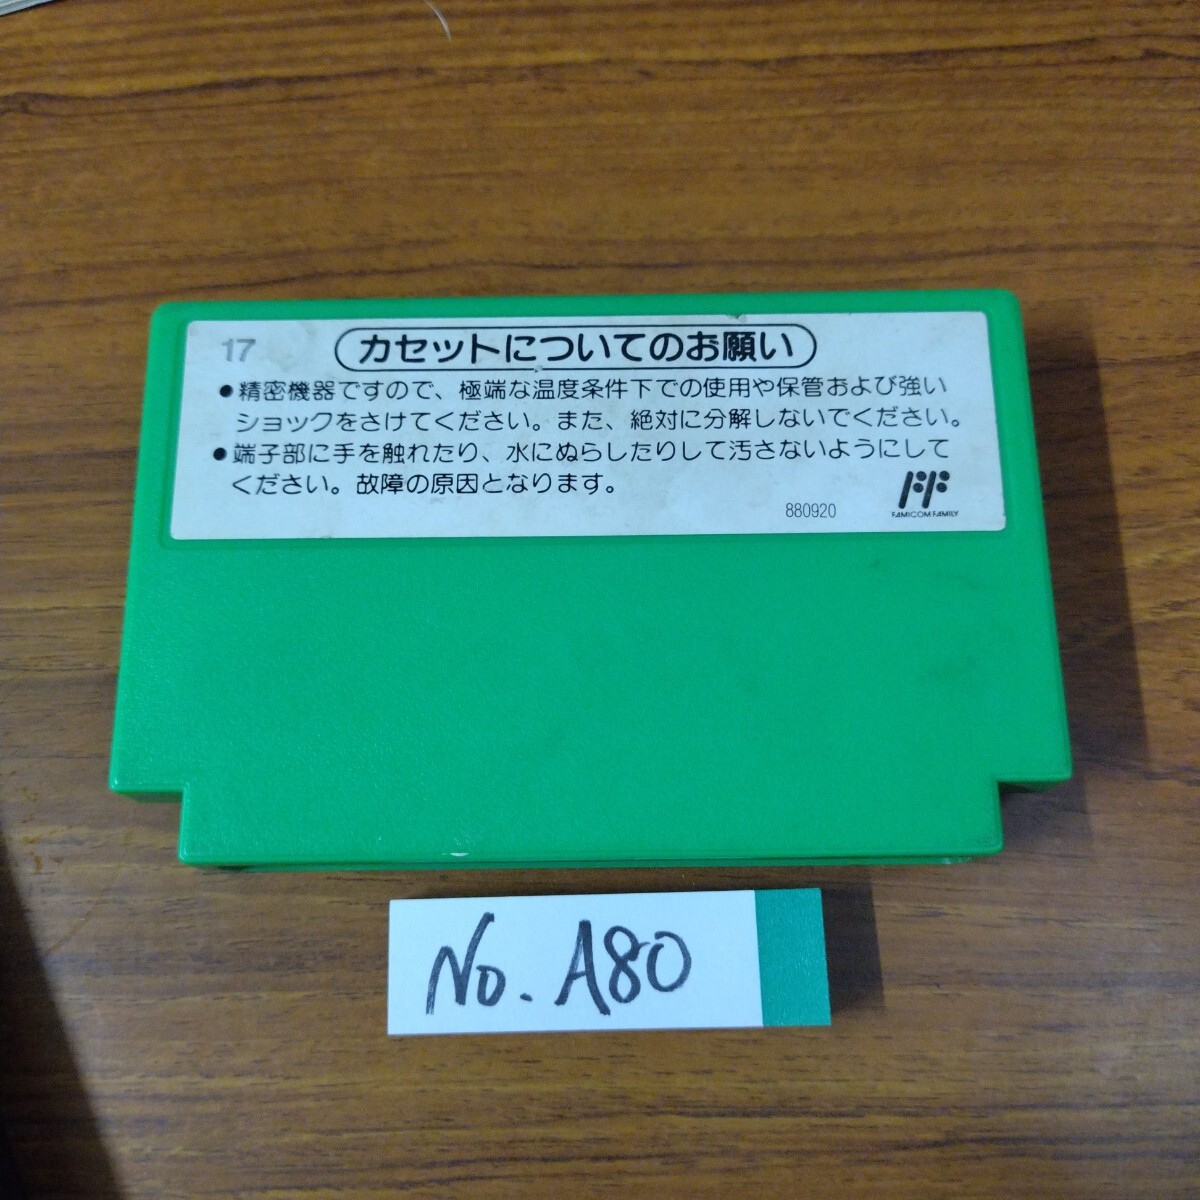 17
カセットについてのお願い
●精密機器ですので、極端な温度条件下での使用や保管および強い
ショックをさけてください。また、絶対に分解しないでください。
●端子部に手を触れたり、水にぬらしたりして汚さないようにして
ください。故障の原因となります。
880920
FF
FAMICOM FAMILY
No. A80